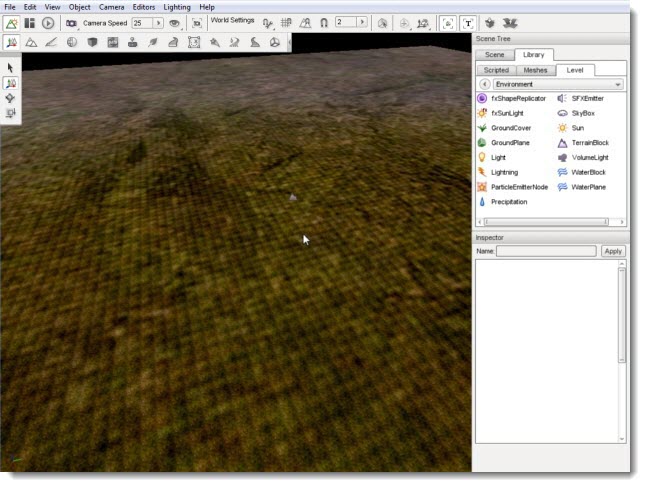 File Edit View Object Camera Editors Lighting Help
Camera Speed 25 World Settings 2
T
Scene Tree
Scene Library
Scripted Meshes Level
Environment
fxShapeReplicator SFXEmitter
fxSunLight SkyBox
GroundCover Sun
GroundPlane TerrainBlock
Light VolumeLight
Lightning WaterBlock
ParticleEmitterNode WaterPlane
Precipitation
Inspector
Name: Apply